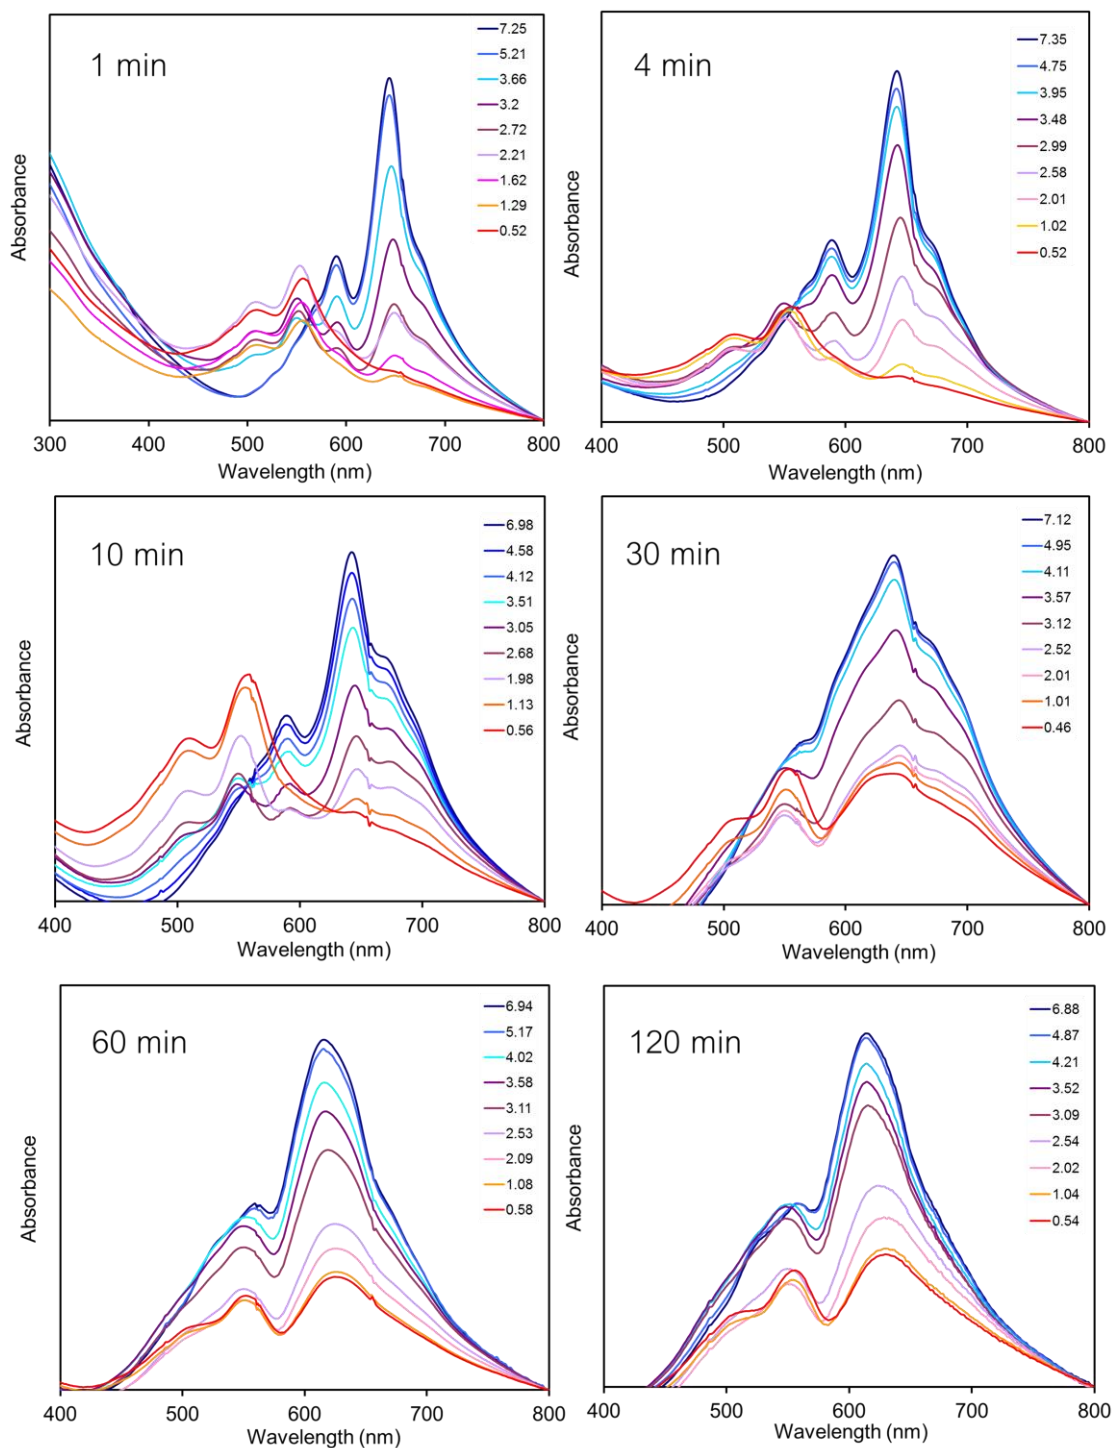 1 min
7.25
5.21
3.66
3.2
2.72
2.21
1.62
1.29
0.52
Absorbance
300 400 500 600 700 800
Wavelength (nm)
4 min
7.35
4.75
3.95
3.48
2.99
2.58
2.01
1.02
0.52
Absorbance
400 500 600 700 800
Wavelength (nm)
10 min
6.98
4.58
4.12
3.51
3.05
2.68
1.98
1.13
0.56
Absorbance
400 500 600 700 800
Wavelength (nm)
30 min
7.12
4.95
4.11
3.57
3.12
2.52
2.01
1.01
0.46
Absorbance
400 500 600 700 800
Wavelength (nm)
60 min
6.94
5.17
4.02
3.58
3.11
2.53
2.09
1.08
0.58
Absorbance
400 500 600 700 800
Wavelength (nm)
120 min
6.88
4.87
4.21
3.52
3.09
2.54
2.02
1.04
0.54
Absorbance
400 500 600 700 800
Wavelength (nm)